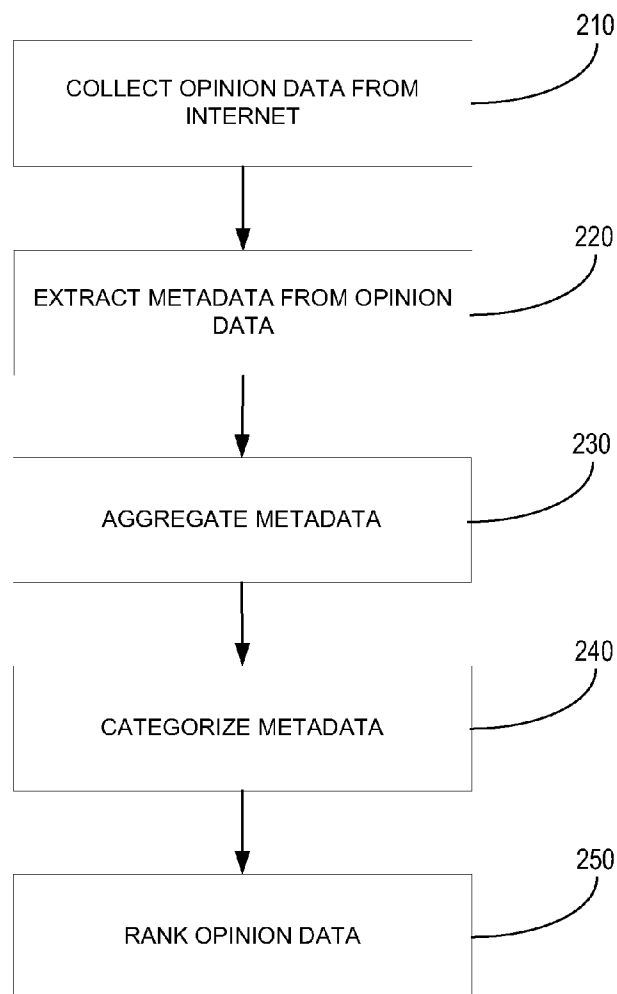 210
COLLECT OPINION DATA FROM
INTERNET
220
EXTRACT METADATA FROM OPINION
DATA
230
AGGREGATE METADATA
240
CATEGORIZE METADATA
250
RANK OPINION DATA